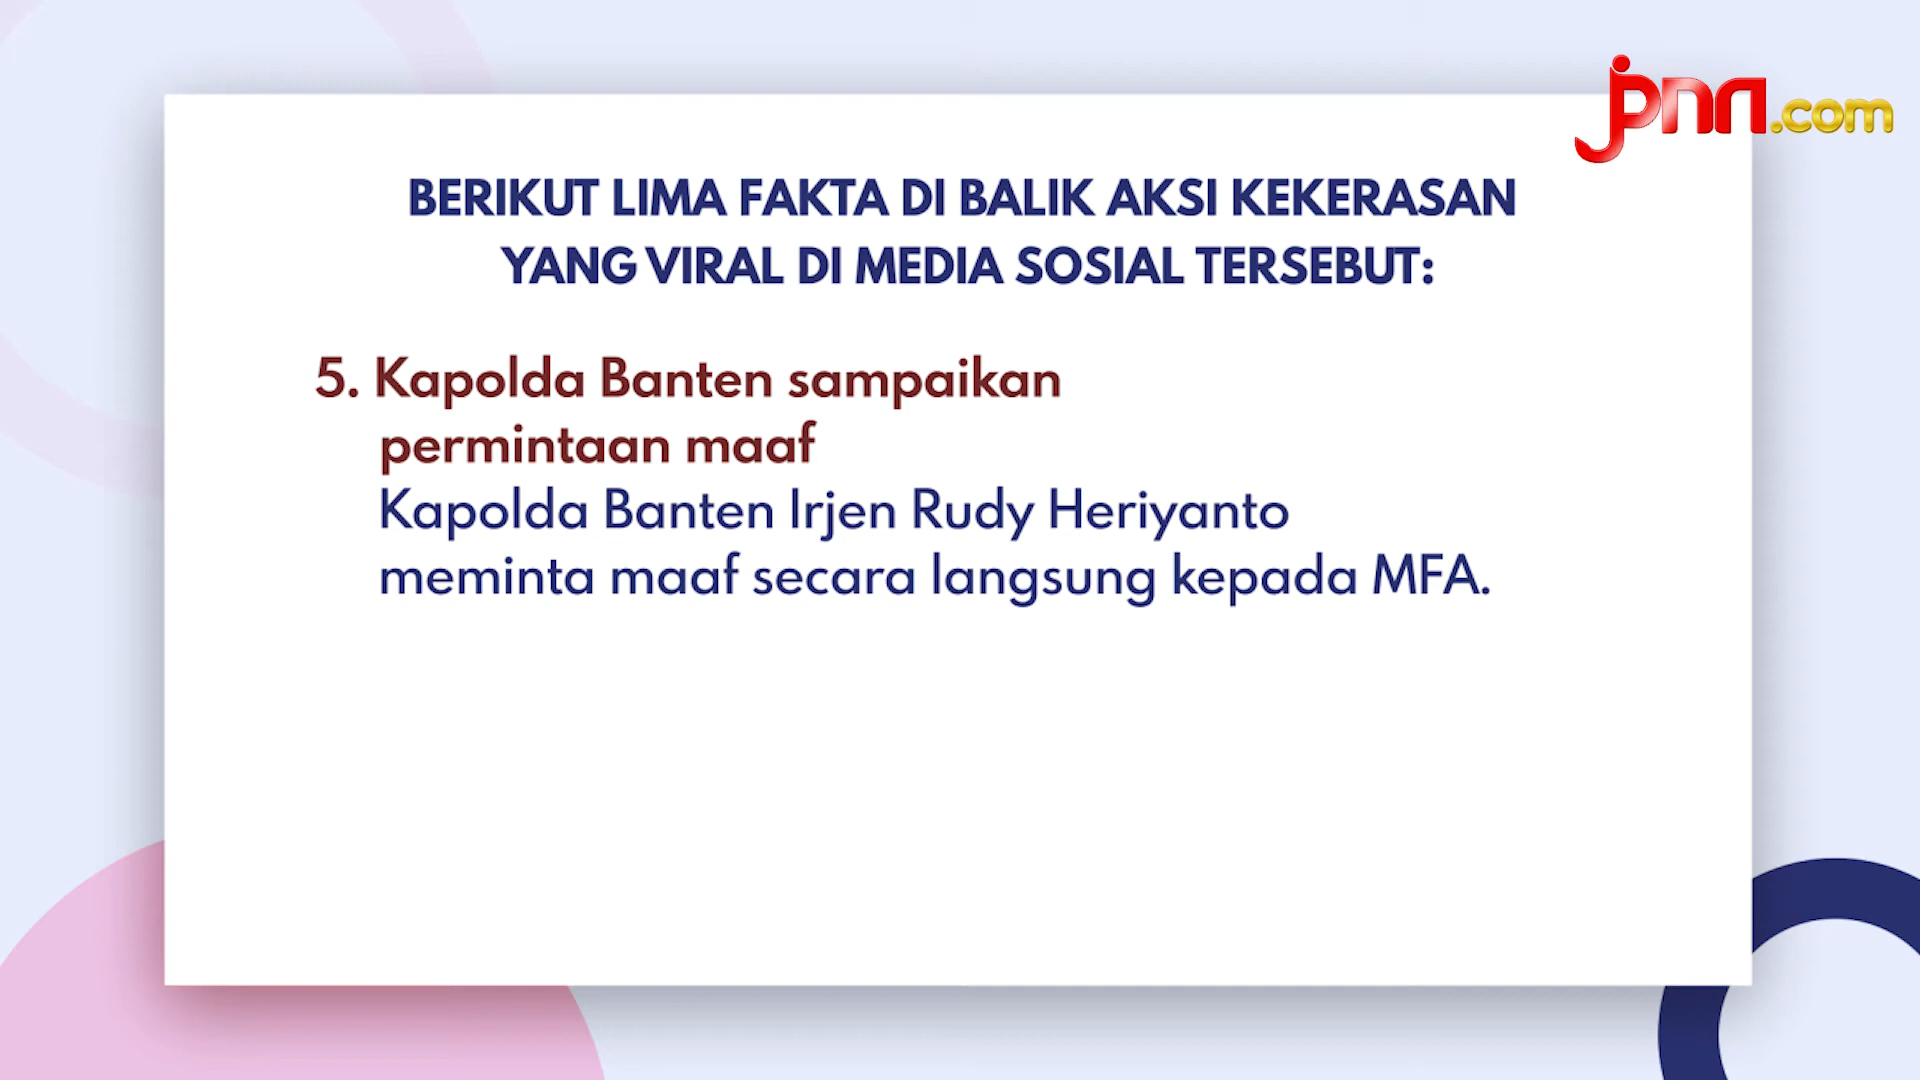 jpnn.com
BERIKUT LIMA FAKTA DI BALIK AKSI KEKERASAN
YANG VIRAL DI MEDIA SOSIAL TERSEBUT:
5. Kapolda Banten sampaikan
permintaan maaf
Kapolda Banten Irjen Rudy Heriyanto
meminta maaf secara langsung kepada MFA.